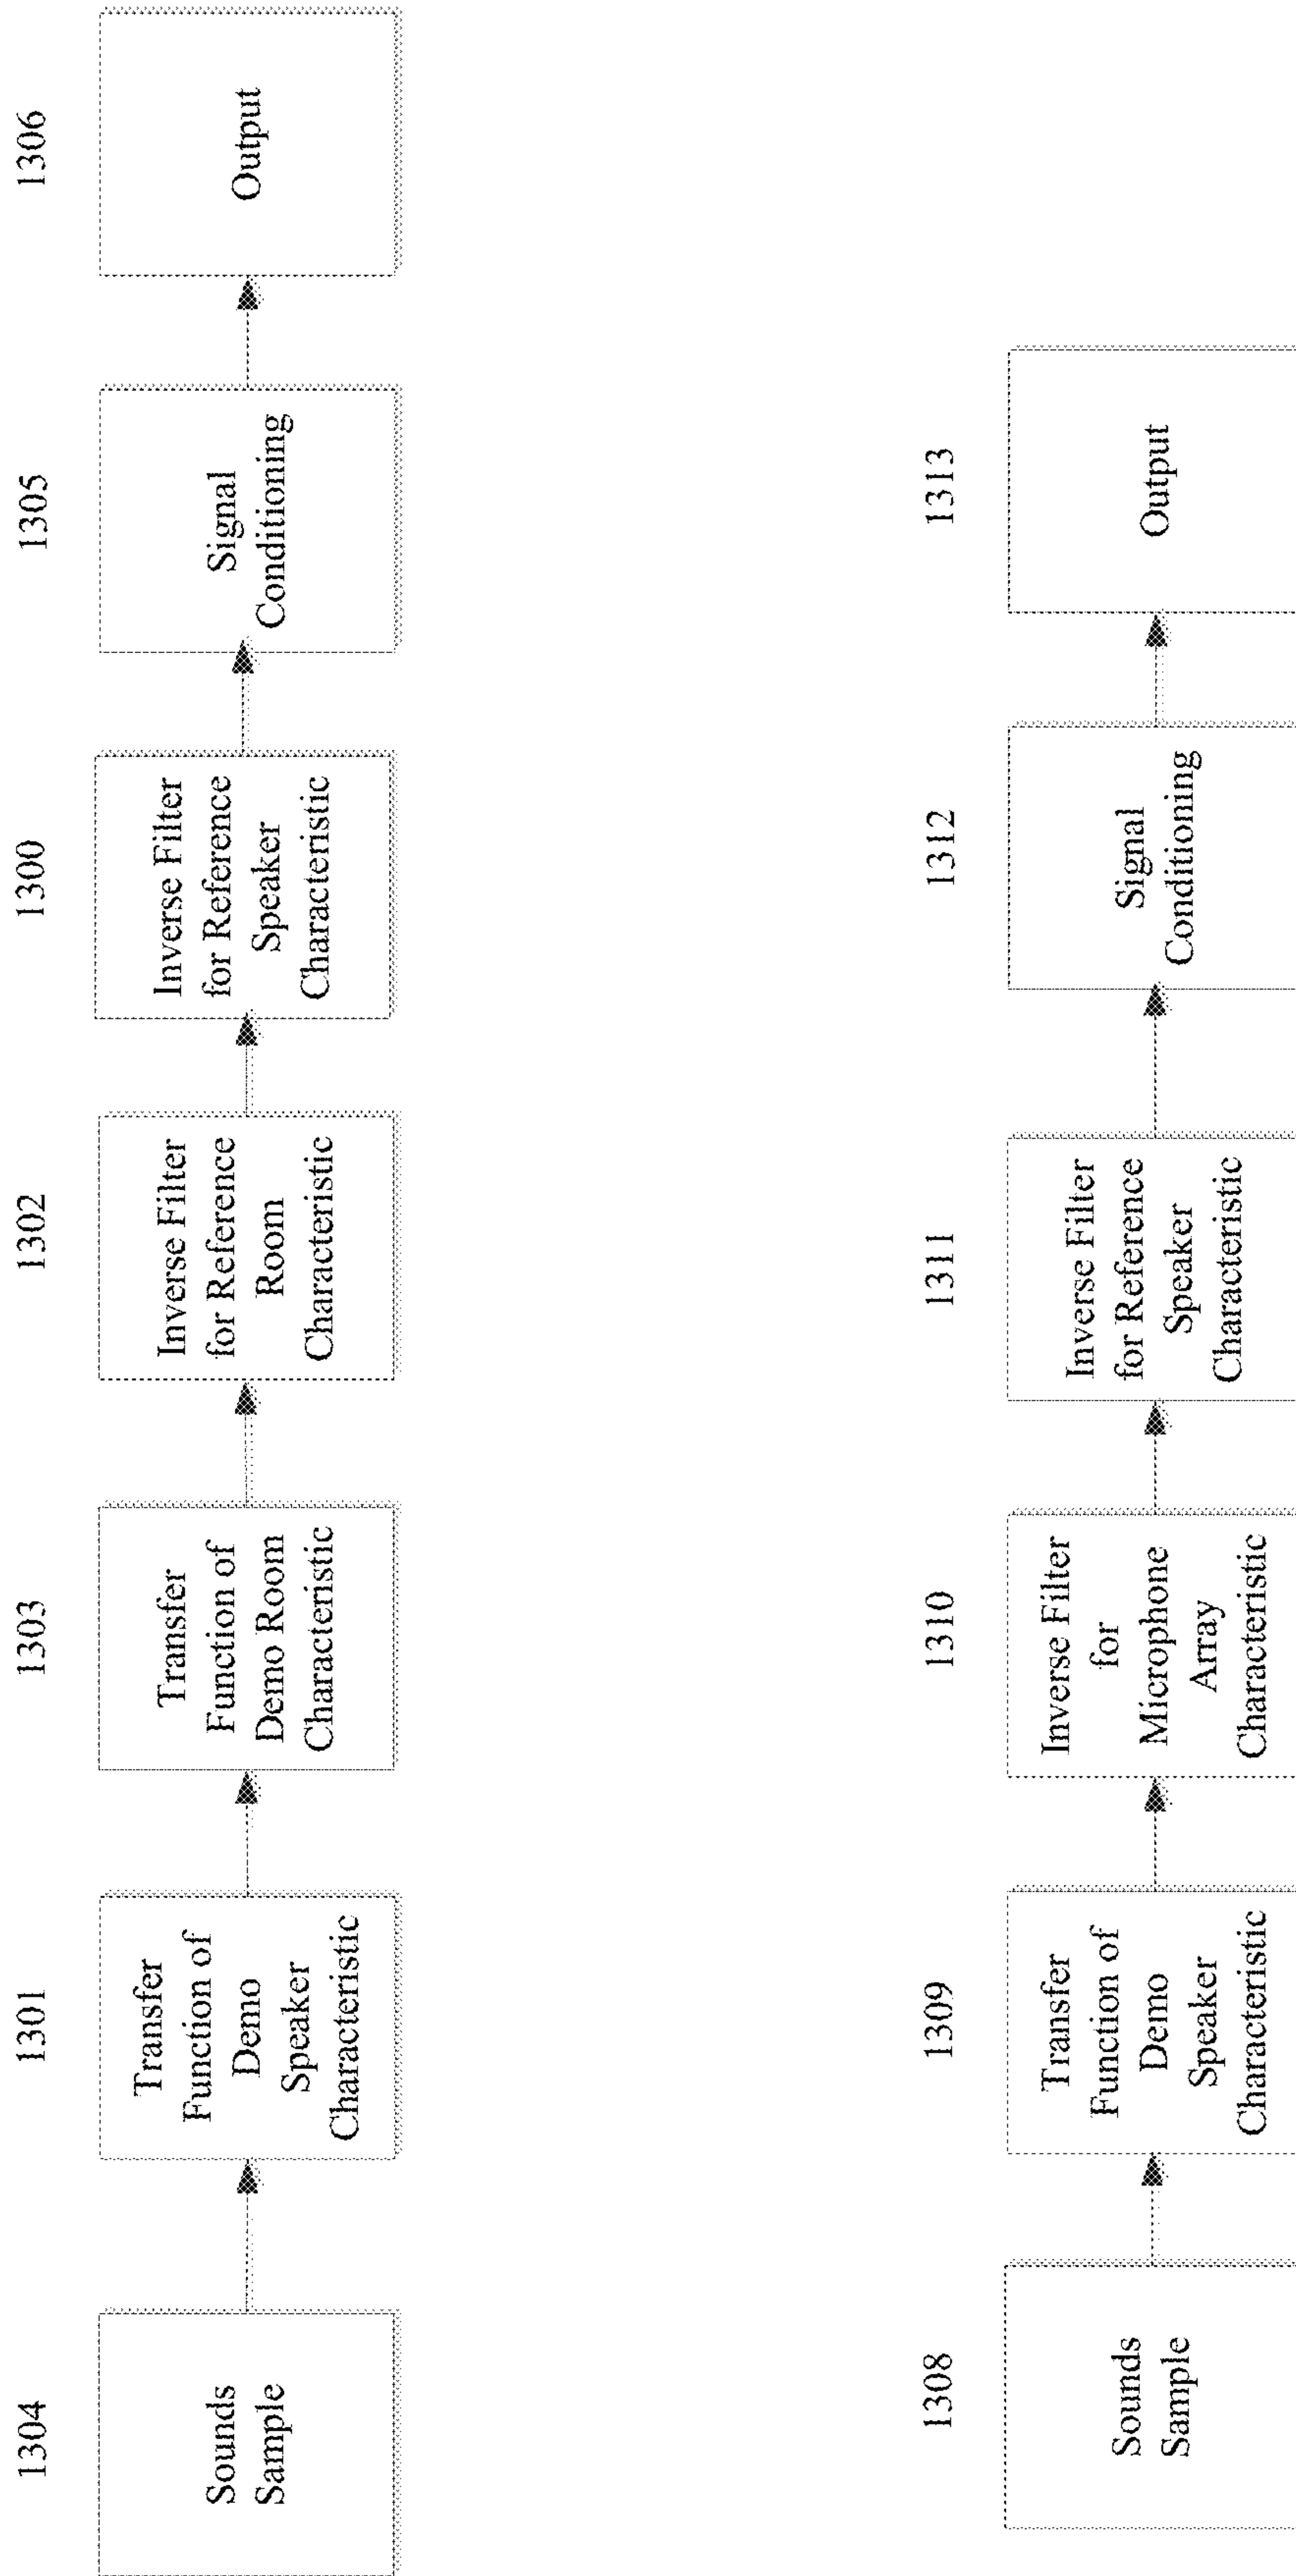 1304
Sounds
Sample
1301
Transfer
Function of
Demo
Speaker
Characteristic
1303
Transfer
Function of
Demo Room
Characteristic
1302
Inverse Filter
for Reference
Room
Characteristic
1300
Inverse Filter
for Reference
Speaker
Characteristic
1305
Signal
Conditioning
1306
Output
1308
Sounds
Sample
1309
Transfer
Function of
Demo
Speaker
Characteristic
1310
Inverse Filter
for
Microphone
Array
Characteristic
1311
Inverse Filter
for Reference
Speaker
Characteristic
1312
Signal
Conditioning
1313
Output